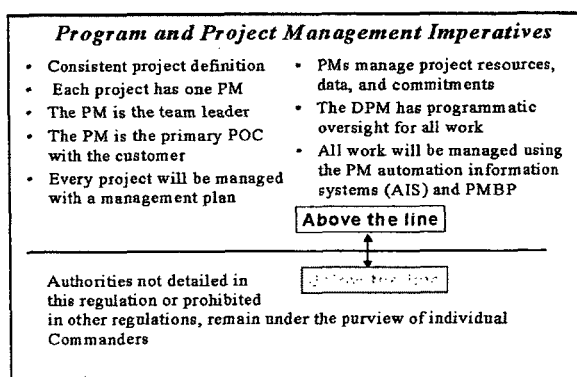 Program and Project Management Imperatives
• Consistent project definition
• Each project has one PM
• The PM is the team leader
• The PM is the primary POC
with the customer
• Every project will be managed
with a management plan
• PMs manage project resources,
data, and commitments
• The DPM has programmatic
oversight for all work
• All work will be managed using
the PM automation information
systems (AIS) and PMBP
Above the line
Authorities not detailed in
this regulation or prohibited
in other regulations, remain under the purview of individual
Commanders